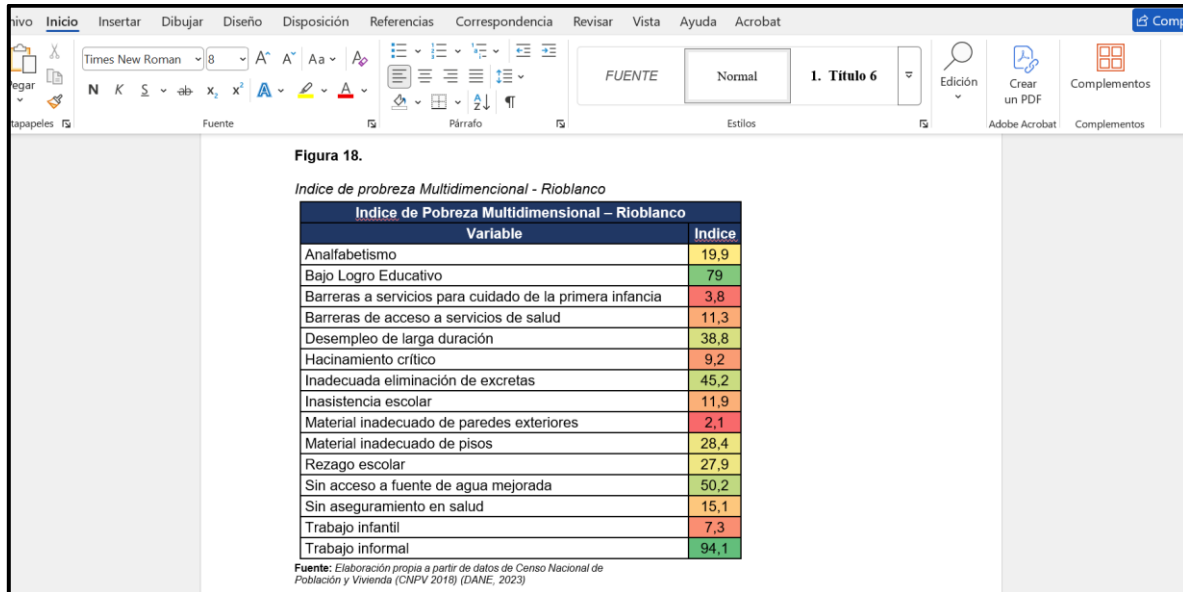 Inicio Insertar Dibujar Diseño Disposición Referencias Correspondencia Revisar Vista Ayuda Acrobat
Times New Roman 8
N K S ab x₂ x² A A
Aa
FUENTE Normal 1. Título 6
Edición
Crear
un PDF
Complementos
Fuente Párrafo Estilos Adobe Acrobat Complementos
Figura 18.
Indice de probreza Multidimencional - Rioblanco
Indice de Pobreza Multidimensional – Rioblanco
Variable Indice
Analfabetismo 19,9
Bajo Logro Educativo 79
Barreras a servicios para cuidado de la primera infancia 3,8
Barreras de acceso a servicios de salud 11,3
Desempleo de larga duración 38,8
Hacinamiento crítico 9,2
Inadecuada eliminación de excretas 45,2
Inasistencia escolar 11,9
Material inadecuado de paredes exteriores 2,1
Material inadecuado de pisos 28,4
Rezago escolar 27,9
Sin acceso a fuente de agua mejorada 50,2
Sin aseguramiento en salud 15,1
Trabajo infantil 7,3
Trabajo informal 94,1
Fuente: Elaboración propia a partir de datos de Censo Nacional de
Población y Vivienda (CNPV 2018) (DANE, 2023)